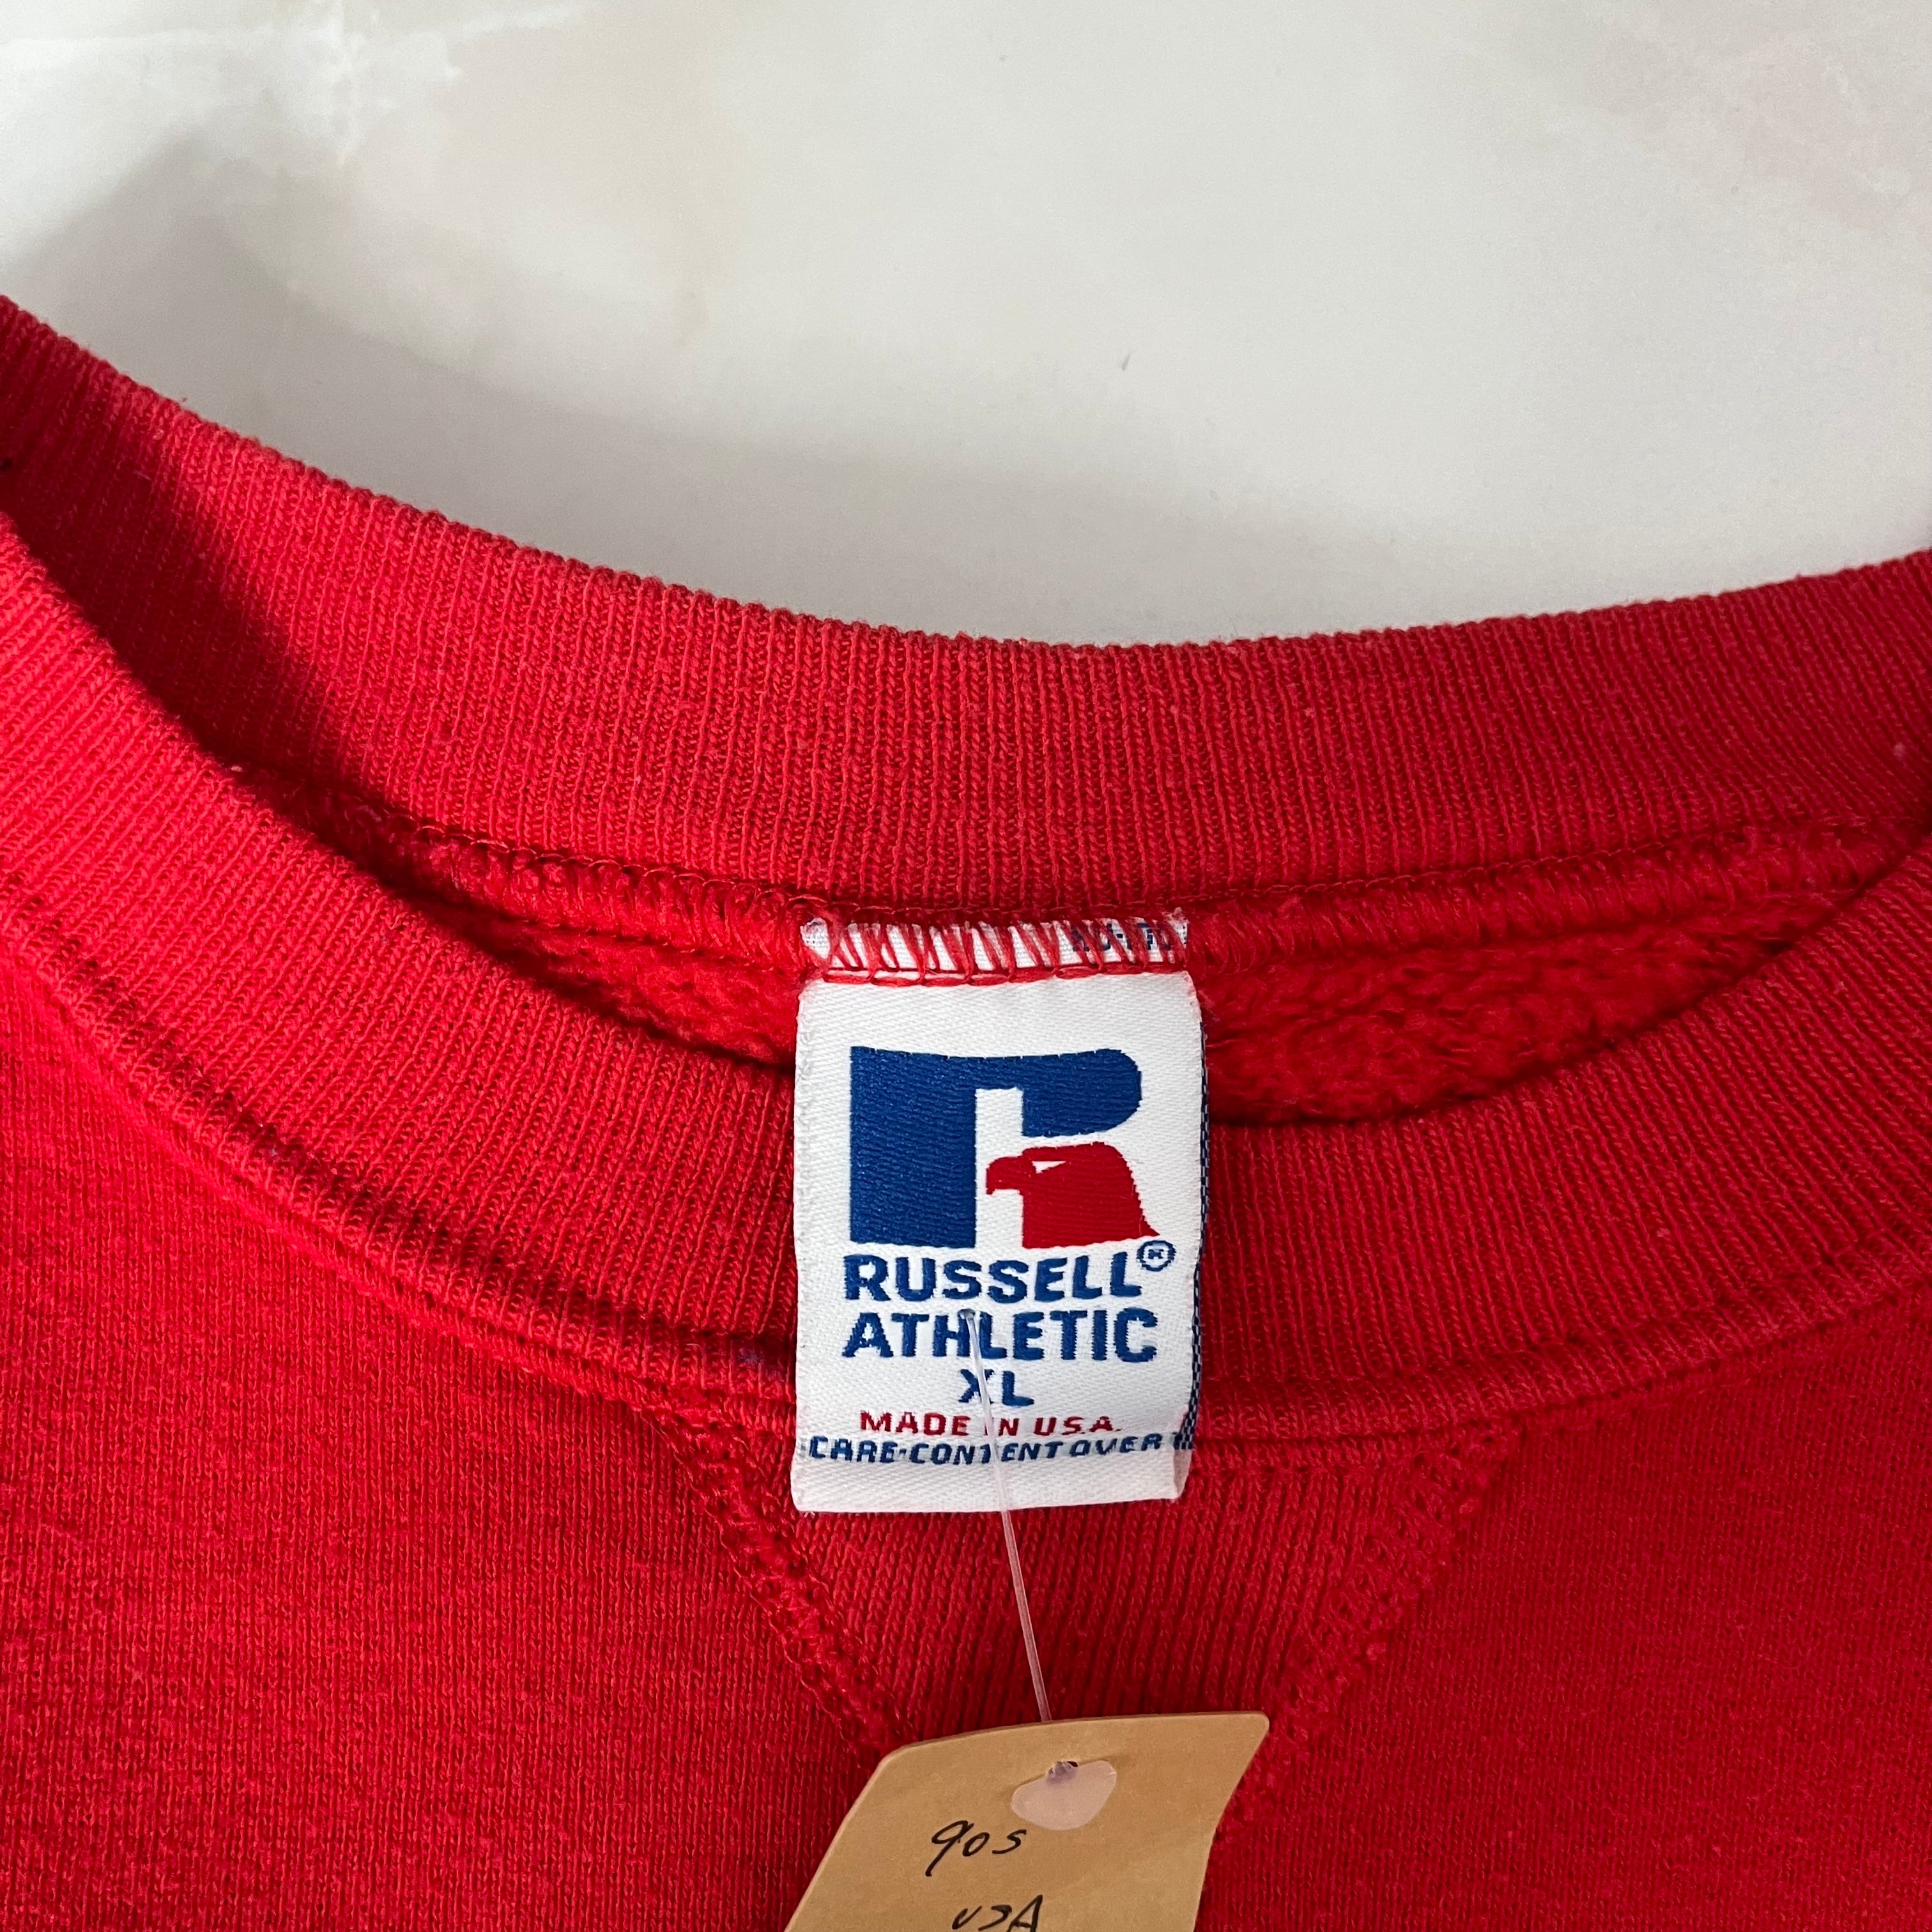 RUSSELL®
ATHLETIC
XL
MADE IN U.S.A.
CARE·CONTENT OVER
90s
USA